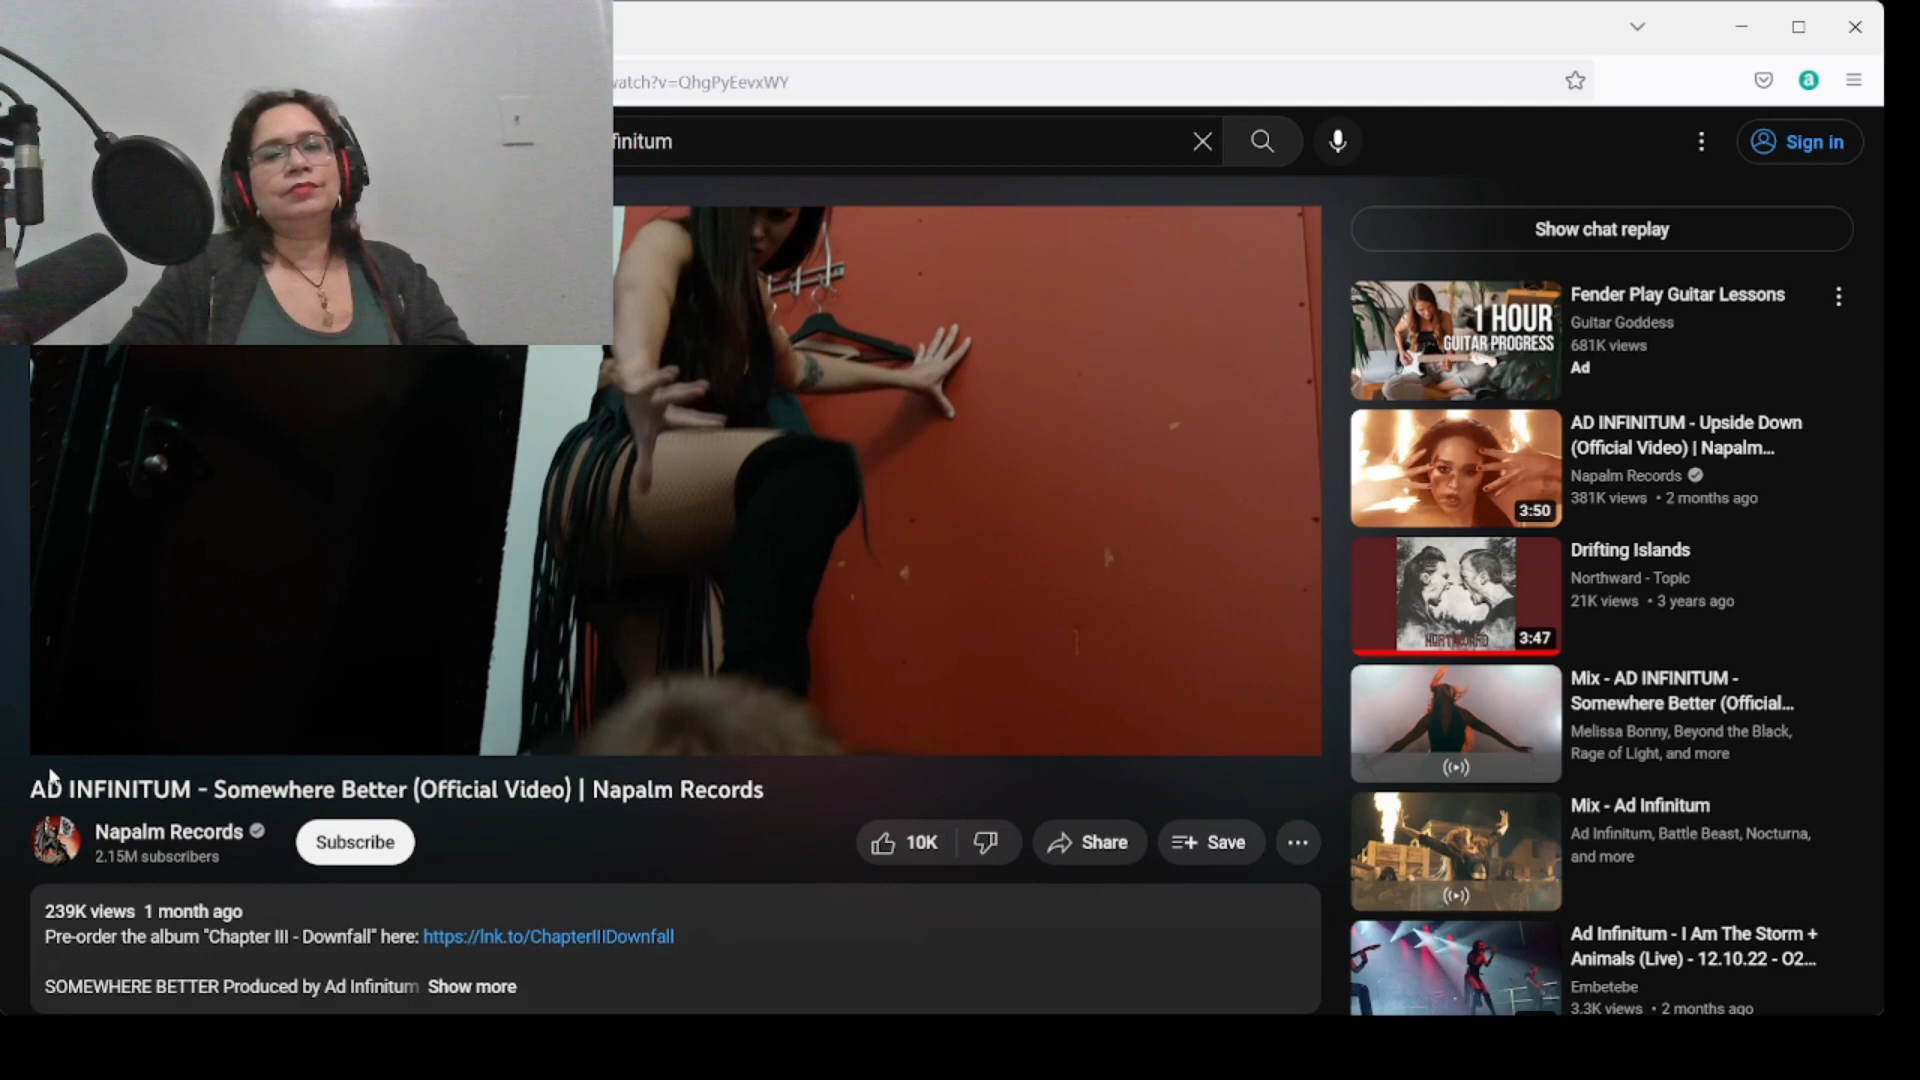 watch?v=QhgPyEevxWY
finitum
Sign in
Show chat replay
1 HOUR
GUITAR PROGRESS
Fender Play Guitar Lessons
Guitar Goddess
681K views
Ad
3:50
AD INFINITUM - Upside Down
(Official Video) | Napalm...
Napalm Records
381K views • 2 months ago
NORTHWARD
3:47
Drifting Islands
Northward - Topic
21K views • 3 years ago
Mix - AD INFINITUM -
Somewhere Better (Official...
Melissa Bonny, Beyond the Black,
Rage of Light, and more
Mix - Ad Infinitum
Ad Infinitum, Battle Beast, Nocturna,
and more
Ad Infinitum - I Am The Storm +
Animals (Live) - 12.10.22 - O2...
Embetebe
3.3K views • 2 months ago
AD INFINITUM - Somewhere Better (Official Video) | Napalm Records
Napalm Records
2.15M subscribers
Subscribe
10K
Share
Save
239K views 1 month ago
Pre-order the album "Chapter III - Downfall" here: https://lnk.to/ChapterIIIDownfall
SOMEWHERE BETTER Produced by Ad Infinitum Show more